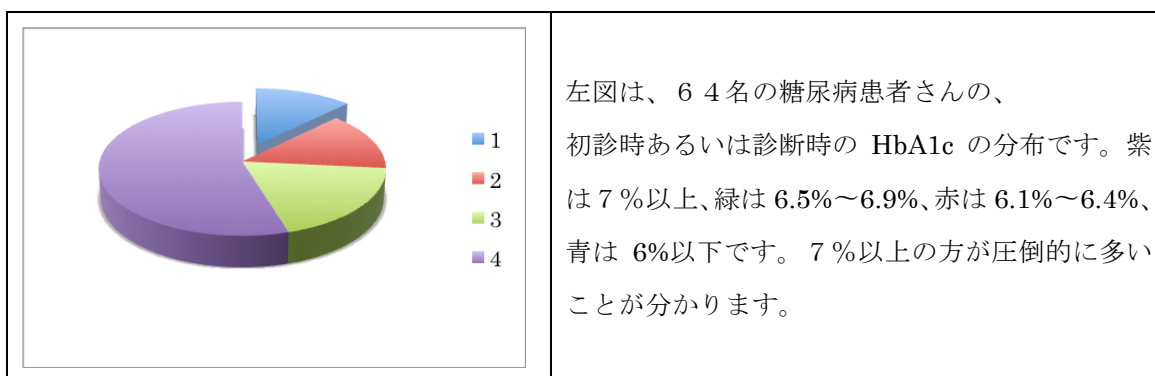 1
2
3
4
左図は、６４名の糖尿病患者さんの、
初診時あるいは診断時の HbA1c の分布です。紫
は７％以上、緑は 6.5%～6.9%、赤は 6.1%～6.4%、
青は 6%以下です。７％以上の方が圧倒的に多い
ことが分かります。